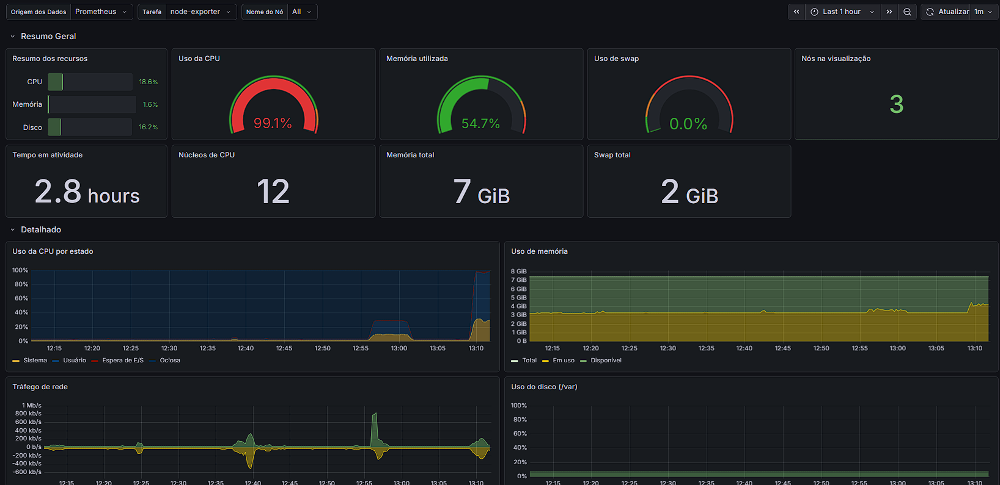 Origem dos Dados Prometheus Tarefa node-exporter Nome do Nó All Last 1 hour Atualizar 1m
Resumo Geral
Resumo dos recursos
CPU 18.6%
Memória 1.6%
Disco 16.2%
Uso da CPU
99.1%
Memória utilizada
54.7%
Uso de swap
0.0%
Nós na visualização
3
Tempo em atividade
2.8 hours
Núcleos de CPU
12
Memória total
7 GiB
Swap total
2 GiB
Detalhado
Uso da CPU por estado
100%
80%
60%
40%
20%
0%
12:15 12:20 12:25 12:30 12:35 12:40 12:45 12:50 12:55 13:00 13:05 13:10
Sistema Usuário Espera de E/S Ociosa
Uso de memória
8 GiB
7 GiB
6 GiB
5 GiB
4 GiB
3 GiB
2 GiB
1 GiB
0 B
12:15 12:20 12:25 12:30 12:35 12:40 12:45 12:50 12:55 13:00 13:05 13:10
Total Em uso Disponível
Tráfego de rede
1 Mb/s
800 kb/s
600 kb/s
400 kb/s
200 kb/s
0 b/s
-200 kb/s
-400 kb/s
-600 kb/s
12:15 12:20 12:25 12:30 12:35 12:40 12:45 12:50 12:55 13:00 13:05 13:10
Uso do disco (/var)
100%
80%
60%
40%
20%
0%
12:15 12:20 12:25 12:30 12:35 12:40 12:45 12:50 12:55 13:00 13:05 13:10